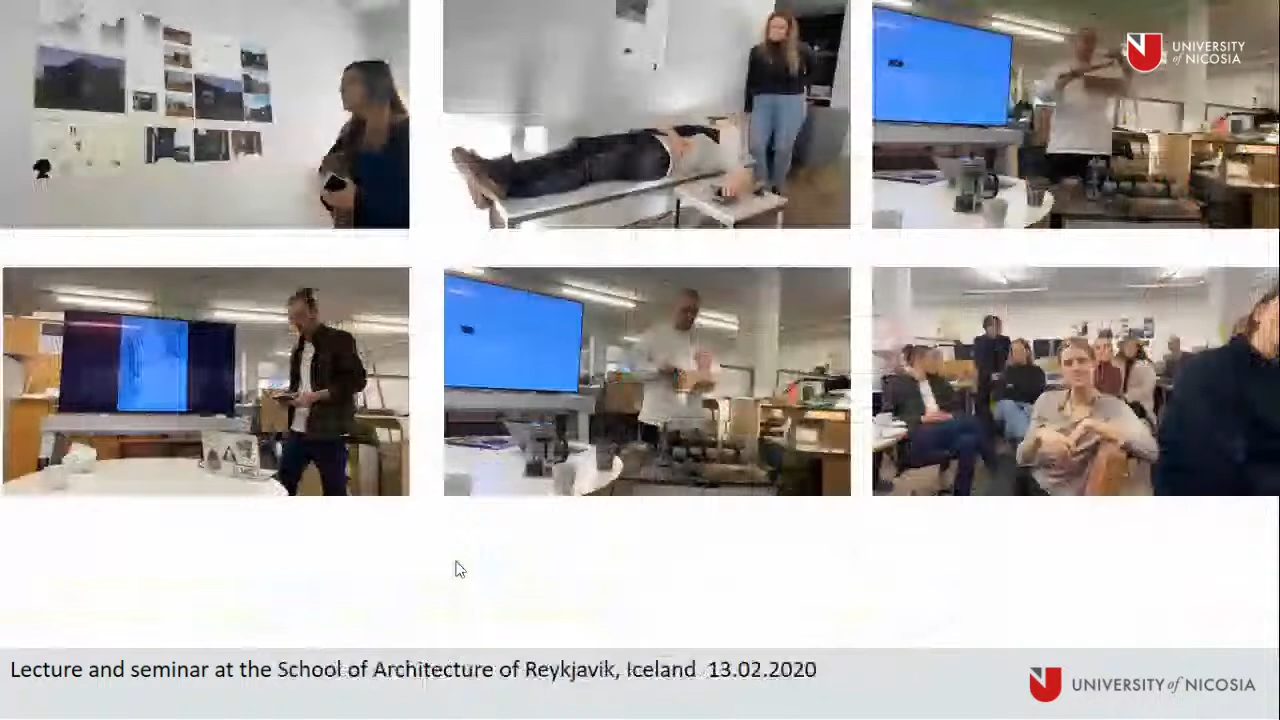 UNIVERSITY
of NICOSIA
Lecture and seminar at the School of Architecture of Reykjavik, Iceland 13.02.2020
UNIVERSITY of NICOSIA